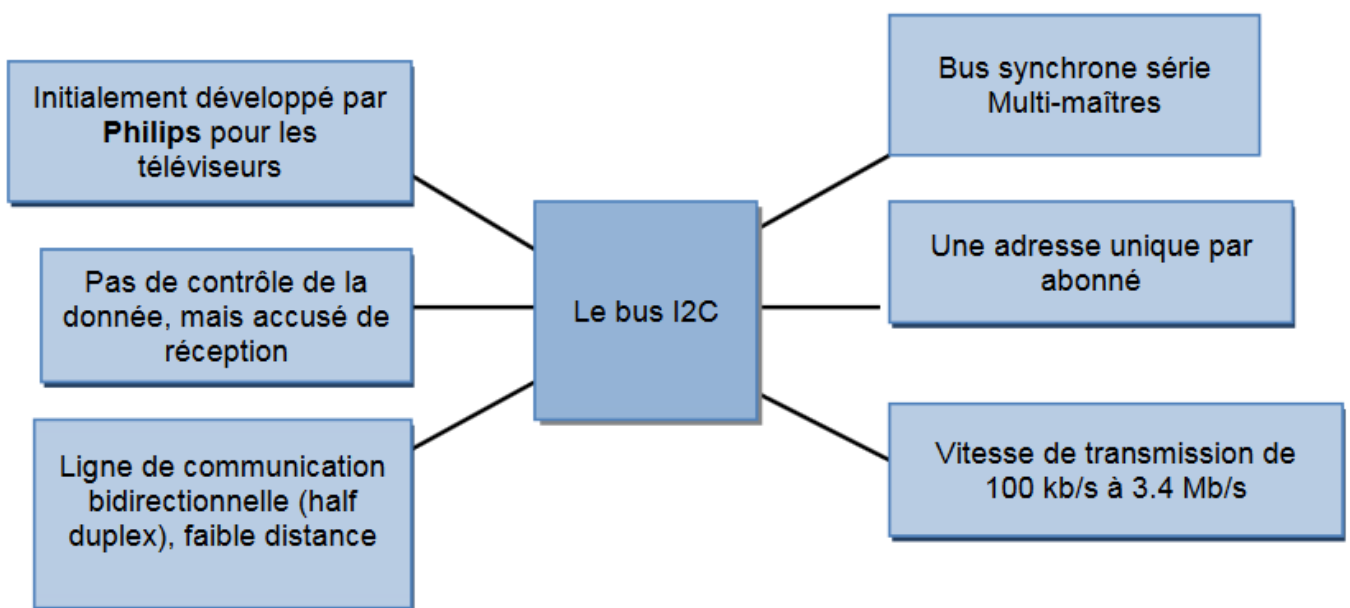 Initialement développé par
Philips pour les
téléviseurs
Pas de contrôle de la
donnée, mais accusé de
réception
Ligne de communication
bidirectionnelle (half
duplex), faible distance
Le bus I2C
Bus synchrone série
Multi-maîtres
Une adresse unique par
abonné
Vitesse de transmission de
100 kb/s à 3.4 Mb/s